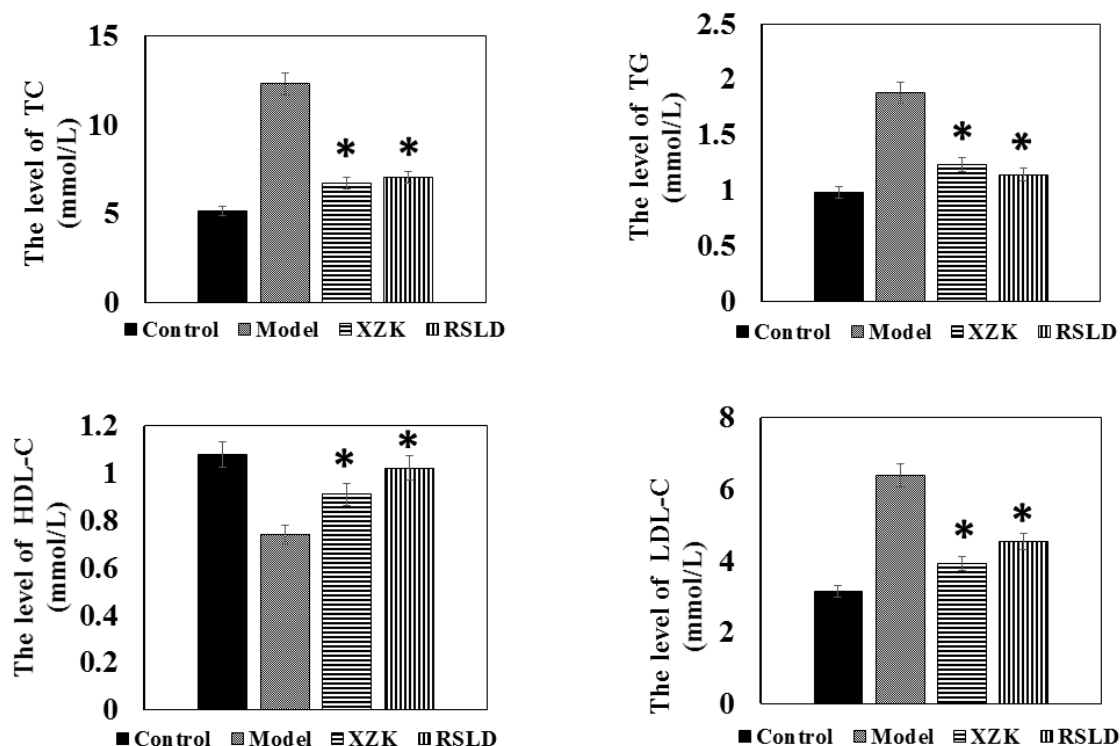 The level of TC
(mmol/L)
15
10
5
0
*
*
Control Model XZK RSLD
The level of TG
(mmol/L)
2.5
2
1.5
1
0.5
0
*
*
Control Model XZK RSLD
The level of HDL-C
(mmol/L)
1.2
1
0.8
0.6
0.4
0.2
0
*
*
Control Model XZK RSLD
The level of LDL-C
(mmol/L)
8
6
4
2
0
*
*
Control Model XZK RSLD